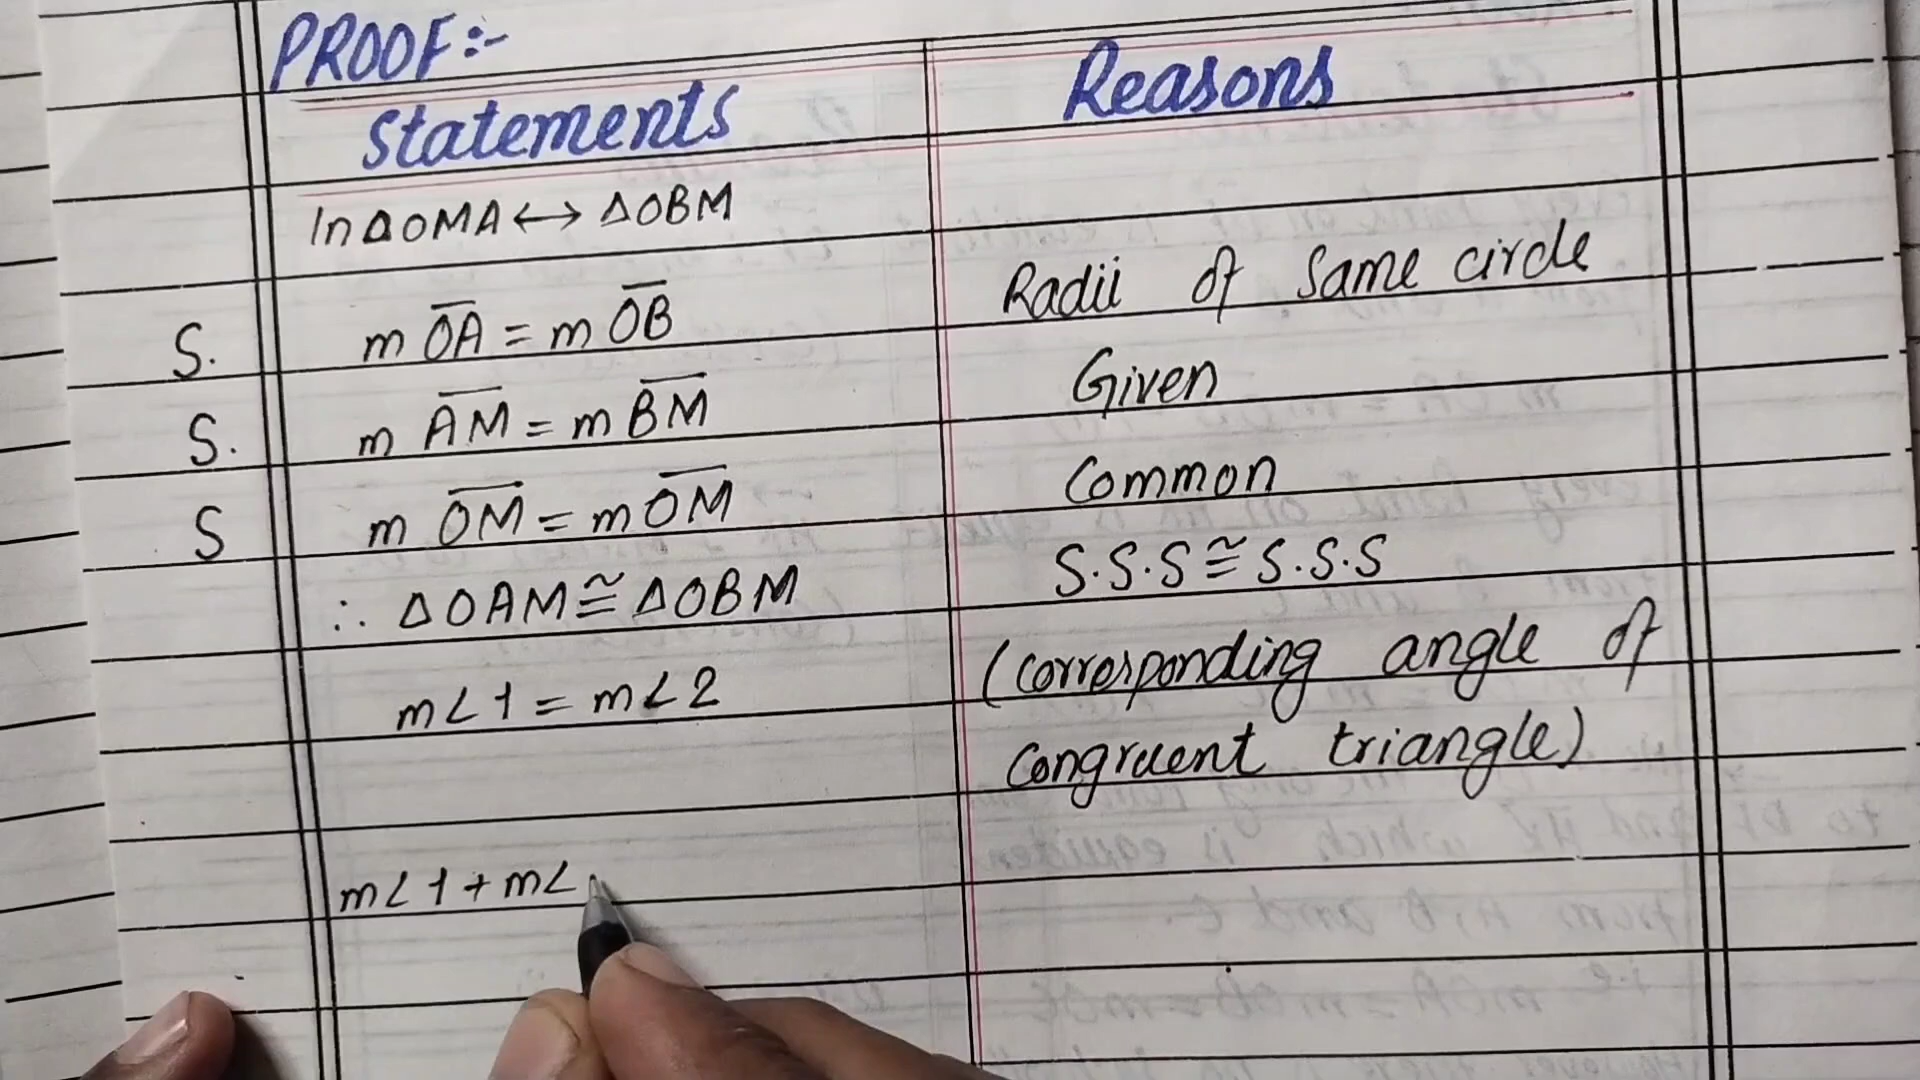 PROOF:-
Statements Reasons
In ΔOMA ↔ ΔOBM
S. m OA = m OB Radii of Same circle
S. m AM = m BM Given
S m OM = m OM Common
∴ ΔOAM ≅ ΔOBM S.S.S ≅ S.S.S
m∠1 = m∠2 (corresponding angle of
congruent triangle)
m∠1 + m∠